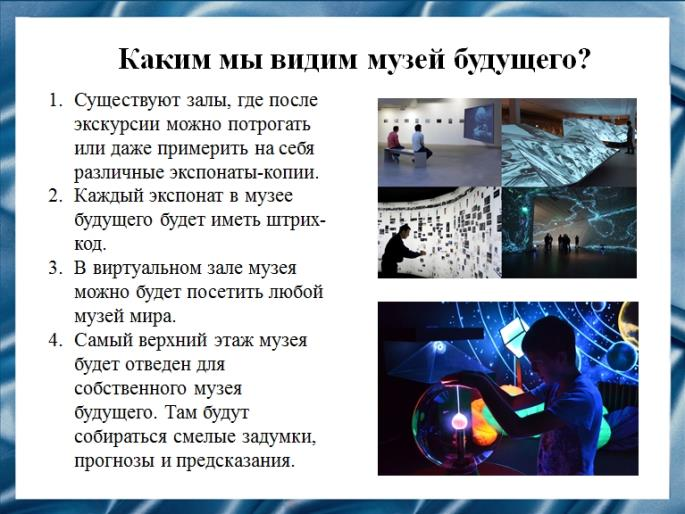 Каким мы видим музей будущего?
1. Существуют залы, где после
экскурсии можно потрогать
или даже примерить на себя
различные экспонаты-копии.
2. Каждый экспонат в музее
будущего будет иметь штрих-
код.
3. В виртуальном зале музея
можно будет посетить любой
музей мира.
4. Самый верхний этаж музея
будет отведен для
собственного музея
будущего. Там будут
собираться смелые задумки,
прогнозы и предсказания.